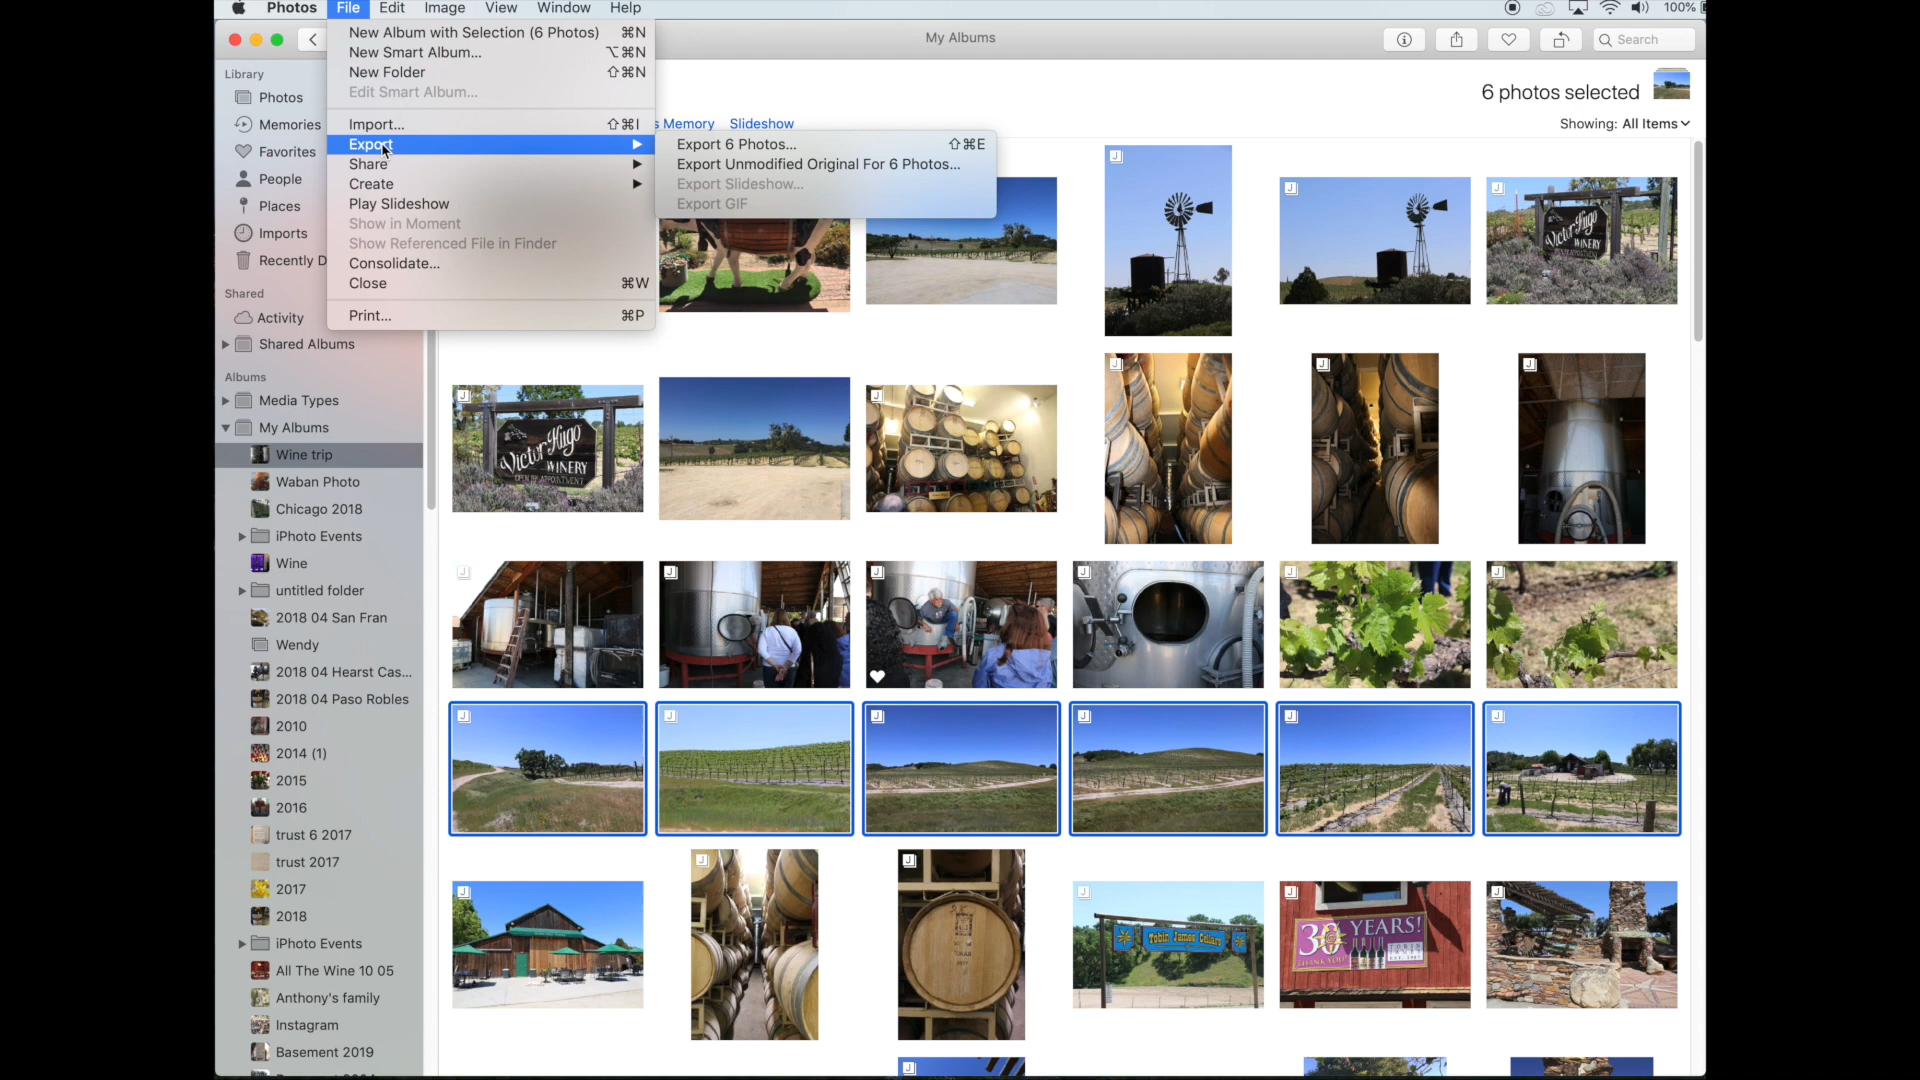 Photos File Edit Image View Window Help 100%
New Album with Selection (6 Photos) ⌘N
New Smart Album... ⌥⌘N
New Folder ⇧⌘N
Edit Smart Album...
Import... ⇧⌘I
Export
Share
Create
Play Slideshow
Show in Moment
Show Referenced File in Finder
Consolidate...
Close ⌘W
Print... ⌘P
Export 6 Photos... ⇧⌘E
Export Unmodified Original For 6 Photos...
Export Slideshow...
Export GIF
My Albums
Search
6 photos selected
s Memory Slideshow
Showing: All Items
Library
Photos
Memories
Favorites
People
Places
Imports
Recently D
Shared
Activity
Shared Albums
Albums
Media Types
My Albums
Wine trip
Waban Photo
Chicago 2018
iPhoto Events
Wine
untitled folder
2018 04 San Fran
Wendy
2018 04 Hearst Cas...
2018 04 Paso Robles
2010
2014 (1)
2015
2016
trust 6 2017
trust 2017
2017
2018
iPhoto Events
All The Wine 10 05
Anthony's family
Instagram
Basement 2019
Victor Hugo
WINERY
Victor Hugo
WINERY
OPEN BY APPOINTMENT
Tobin James Cellars
30 YEARS!
THANK YOU!